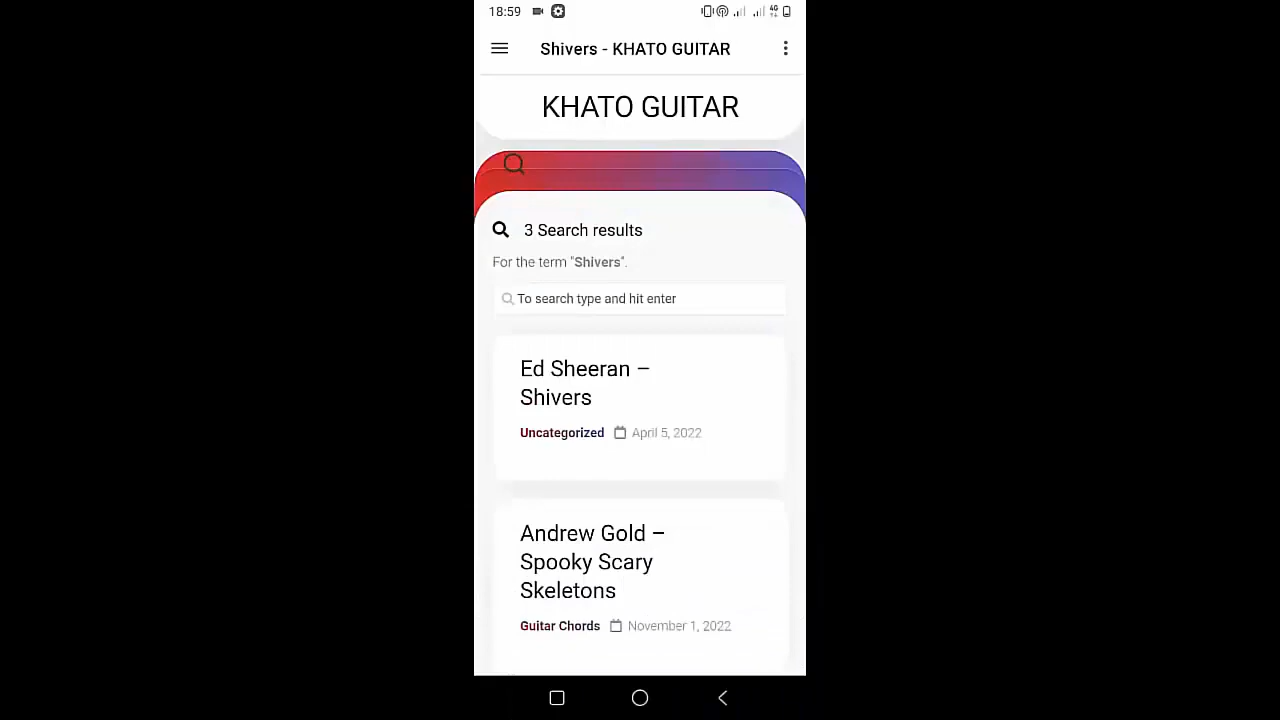 18:59
4G
Shivers - KHATO GUITAR
KHATO GUITAR
3 Search results
For the term "Shivers".
To search type and hit enter
Ed Sheeran –
Shivers
Uncategorized April 5, 2022
Andrew Gold –
Spooky Scary
Skeletons
Guitar Chords November 1, 2022